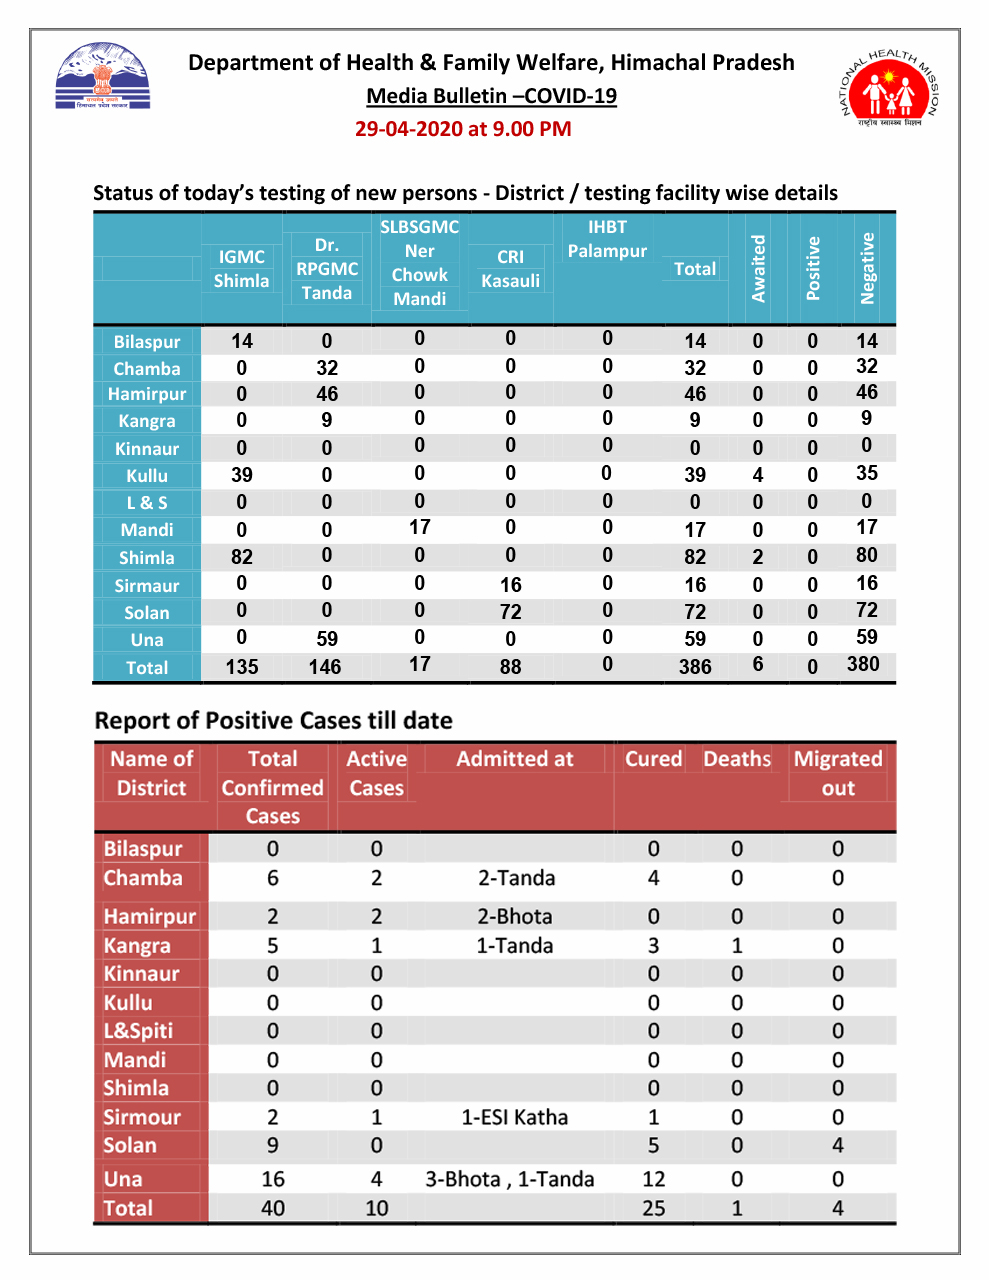 Department of Health & Family Welfare, Himachal Pradesh
Media Bulletin –COVID-19
29-04-2020 at 9.00 PM
सत्यमेव जयते
हिमाचल प्रदेश सरकार
NATIONAL HEALTH MISSION
राष्ट्रीय स्वास्थ्य मिशन
Status of today’s testing of new persons - District / testing facility wise details
IGMC Shimla Dr. RPGMC Tanda SLBSGMC Ner Chowk Mandi CRI Kasauli IHBT Palampur Total Awaited Positive Negative
Bilaspur 14 0 0 0 0 14 0 0 14
Chamba 0 32 0 0 0 32 0 0 32
Hamirpur 0 46 0 0 0 46 0 0 46
Kangra 0 9 0 0 0 9 0 0 9
Kinnaur 0 0 0 0 0 0 0 0 0
Kullu 39 0 0 0 0 39 4 0 35
L & S 0 0 0 0 0 0 0 0 0
Mandi 0 0 17 0 0 17 0 0 17
Shimla 82 0 0 0 0 82 2 0 80
Sirmaur 0 0 0 16 0 16 0 0 16
Solan 0 0 0 72 0 72 0 0 72
Una 0 59 0 0 0 59 0 0 59
Total 135 146 17 88 0 386 6 0 380
Report of Positive Cases till date
Name of District Total Confirmed Cases Active Cases Admitted at Cured Deaths Migrated out
Bilaspur 0 0 0 0 0
Chamba 6 2 2-Tanda 4 0 0
Hamirpur 2 2 2-Bhota 0 0 0
Kangra 5 1 1-Tanda 3 1 0
Kinnaur 0 0 0 0 0
Kullu 0 0 0 0 0
L&Spiti 0 0 0 0 0
Mandi 0 0 0 0 0
Shimla 0 0 0 0 0
Sirmour 2 1 1-ESI Katha 1 0 0
Solan 9 0 5 0 4
Una 16 4 3-Bhota , 1-Tanda 12 0 0
Total 40 10 25 1 4